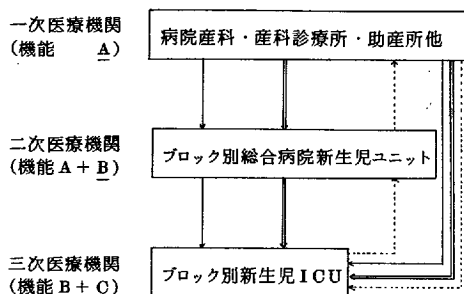 一次医療機関
(機能 A)
病院産科・産科診療所・助産所他
二次医療機関
(機能A+B)
ブロック別総合病院新生児ユニット
三次医療機関
(機能B+C)
ブロック別新生児ICU